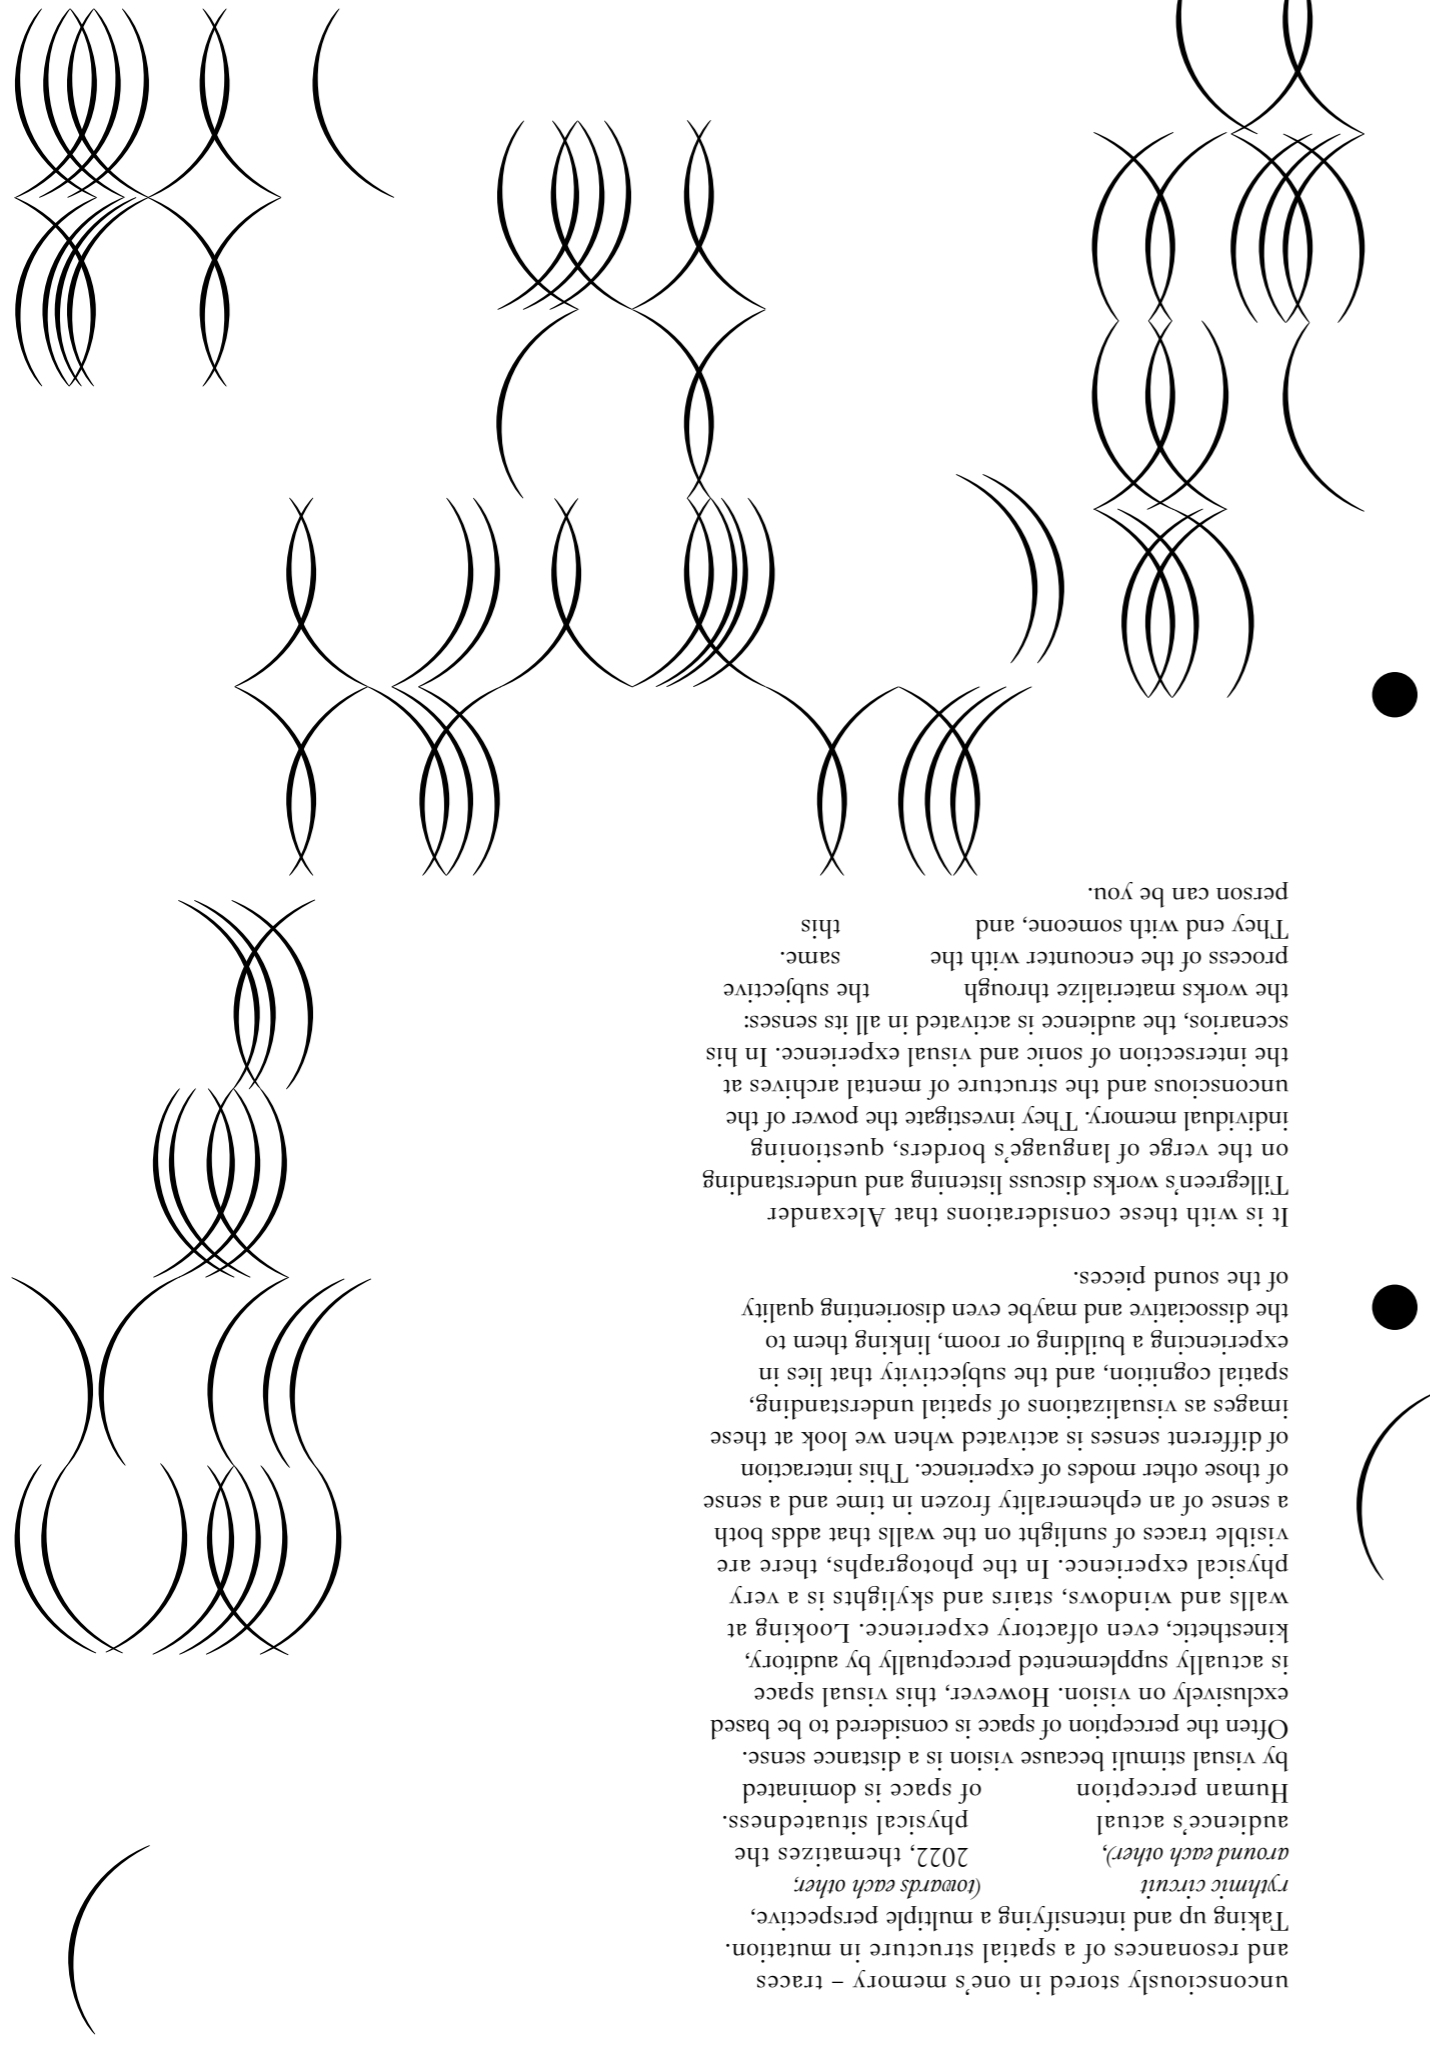 unconsciously stored in one’s memory – traces
and resonances of a spatial structure in mutation.
Taking up and intensifying a multiple perspective,
rythmic circuit (towards each other,
around each other), 2022, thematizes the
audience’s actual physical situatedness.
Human perception of space is dominated
by visual stimuli because vision is a distance sense.
Often the perception of space is considered to be based
exclusively on vision. However, this visual space
is actually supplemented perceptually by auditory,
kinesthetic, even olfactory experience. Looking at
walls and windows, stairs and skylights is a very
physical experience. In the photographs, there are
visible traces of sunlight on the walls that adds both
a sense of an ephemerality frozen in time and a sense
of those other modes of experience. This interaction
of different senses is activated when we look at these
images as visualizations of spatial understanding,
spatial cognition, and the subjectivity that lies in
experiencing a building or room, linking them to
the dissociative and maybe even disorienting quality
of the sound pieces.
It is with these considerations that Alexander
Tillegreen’s works discuss listening and understanding
on the verge of language’s borders, questioning
individual memory. They investigate the power of the
unconscious and the structure of mental archives at
the intersection of sonic and visual experience. In his
scenarios, the audience is activated in all its senses:
the works materialize through the subjective
process of the encounter with the same.
They end with someone, and this
person can be you.